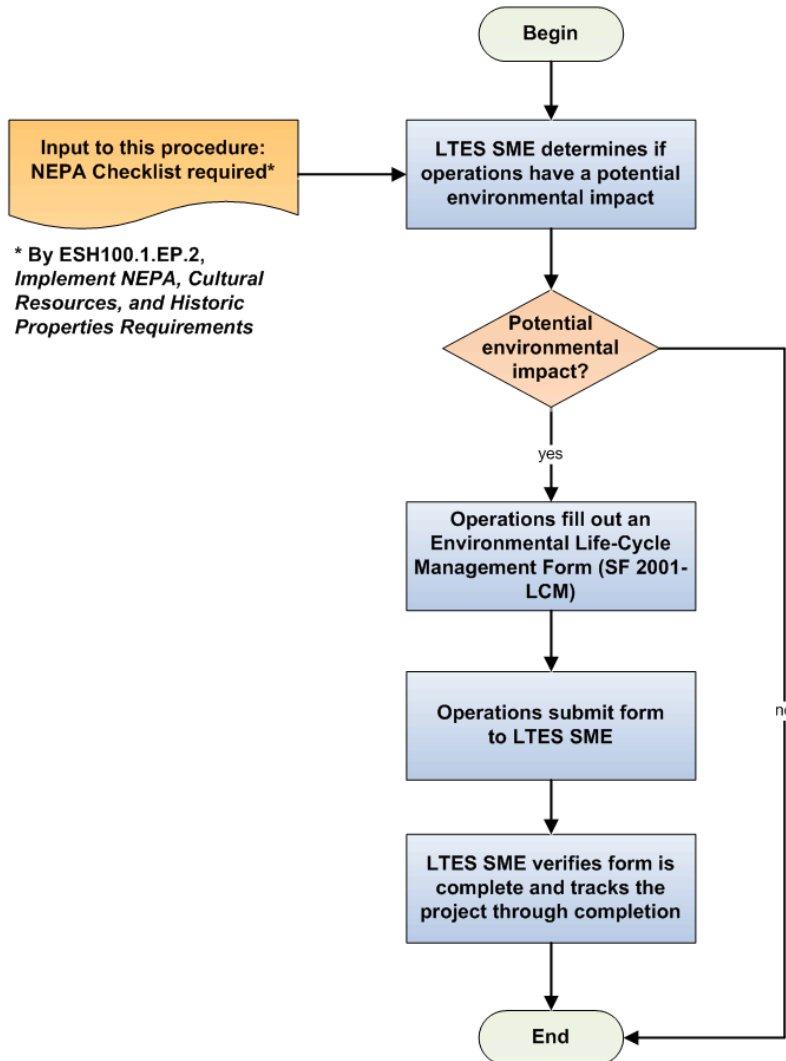 Begin
Input to this procedure:
NEPA Checklist required*
* By ESH100.1.EP.2,
Implement NEPA, Cultural
Resources, and Historic
Properties Requirements
LTES SME determines if
operations have a potential
environmental impact
Potential
environmental
impact?
yes
Operations fill out an
Environmental Life-Cycle
Management Form (SF 2001-
LCM)
Operations submit form
to LTES SME
no
LTES SME verifies form is
complete and tracks the
project through completion
End